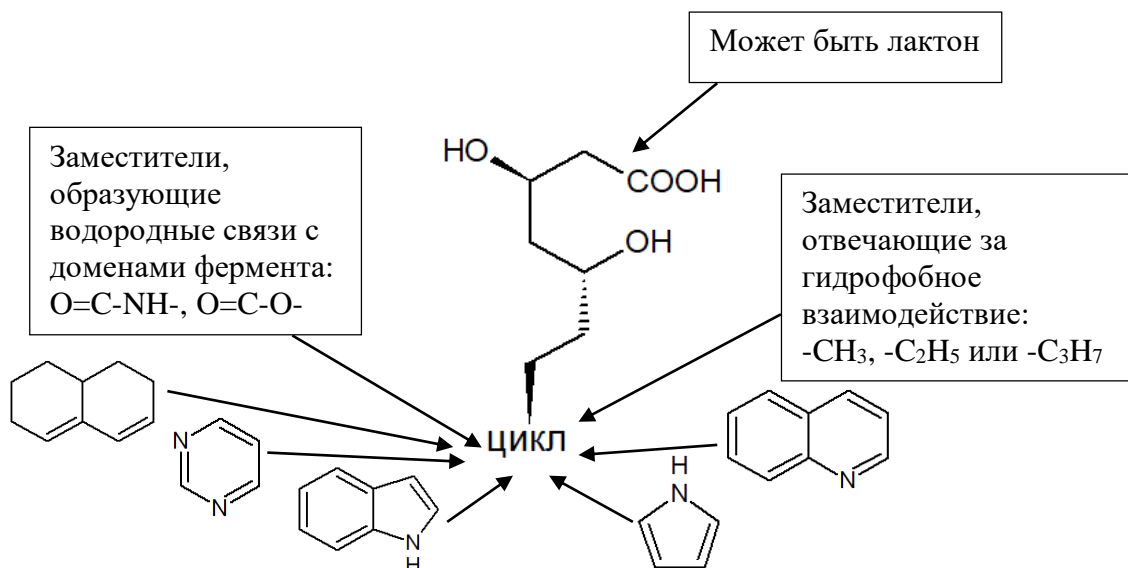 Может быть лактон
Заместители,
образующие
водородные связи с
доменами фермента:
O=C-NH-, O=C-O-
HO
COOH
OH
Заместители,
отвечающие за
гидрофобное
взаимодействие:
-CH₃, -C₂H₅ или -C₃H₇
цикл
N
N
N
H
H
N
N